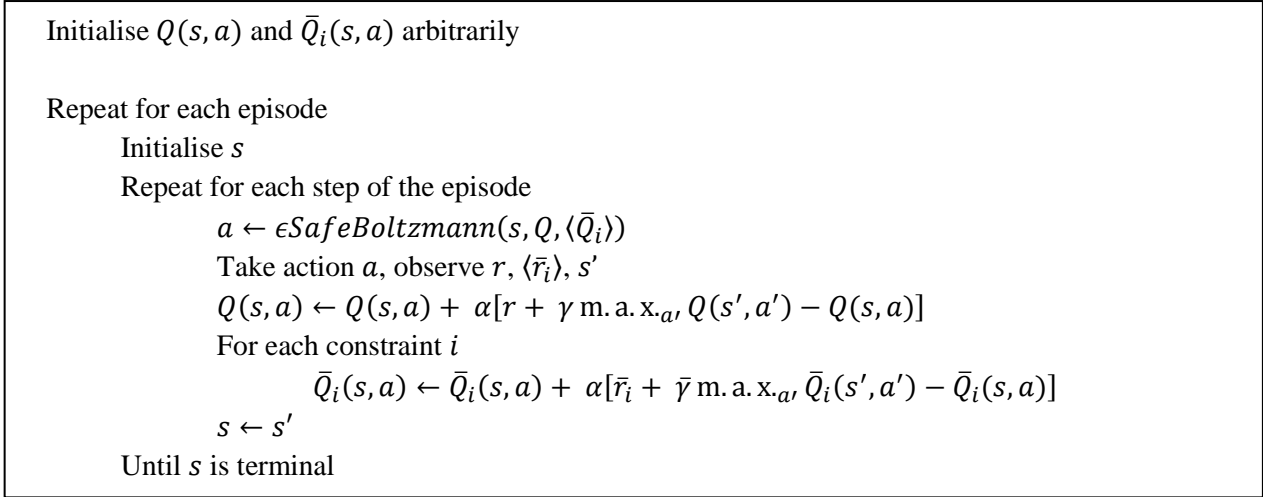 Initialise 𝑄(𝑠, 𝑎) and 𝑄̄ᵢ(𝑠, 𝑎) arbitrarily
Repeat for each episode
Initialise 𝑠
Repeat for each step of the episode
𝑎 ← 𝜖𝑆𝑎𝑓𝑒𝐵𝑜𝑙𝑡𝑧𝑚𝑎𝑛𝑛(𝑠, 𝑄, ⟨𝑄̄ᵢ⟩)
Take action 𝑎, observe 𝑟, ⟨𝑟̄ᵢ⟩, 𝑠’
𝑄(𝑠, 𝑎) ← 𝑄(𝑠, 𝑎) + 𝛼[𝑟 + 𝛾 m. a. x.ₐ′ 𝑄(𝑠′, 𝑎′) − 𝑄(𝑠, 𝑎)]
For each constraint 𝑖
𝑄̄ᵢ(𝑠, 𝑎) ← 𝑄̄ᵢ(𝑠, 𝑎) + 𝛼[𝑟̄ᵢ + 𝛾̄ m. a. x.ₐ′ 𝑄̄ᵢ(𝑠′, 𝑎′) − 𝑄̄ᵢ(𝑠, 𝑎)]
𝑠 ← 𝑠′
Until 𝑠 is terminal